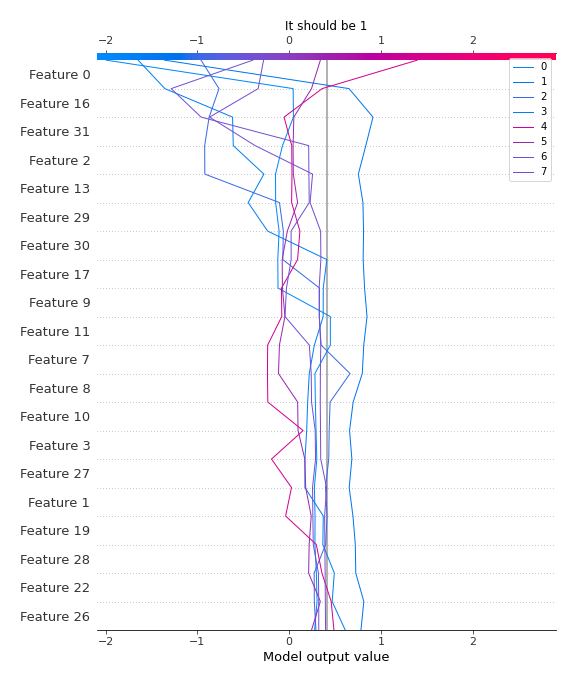 It should be 1
−2 −1 0 1 2
Feature 0
Feature 16
Feature 31
Feature 2
Feature 13
Feature 29
Feature 30
Feature 17
Feature 9
Feature 11
Feature 7
Feature 8
Feature 10
Feature 3
Feature 27
Feature 1
Feature 19
Feature 28
Feature 22
Feature 26
0
1
2
3
4
5
6
7
−2 −1 0 1 2
Model output value